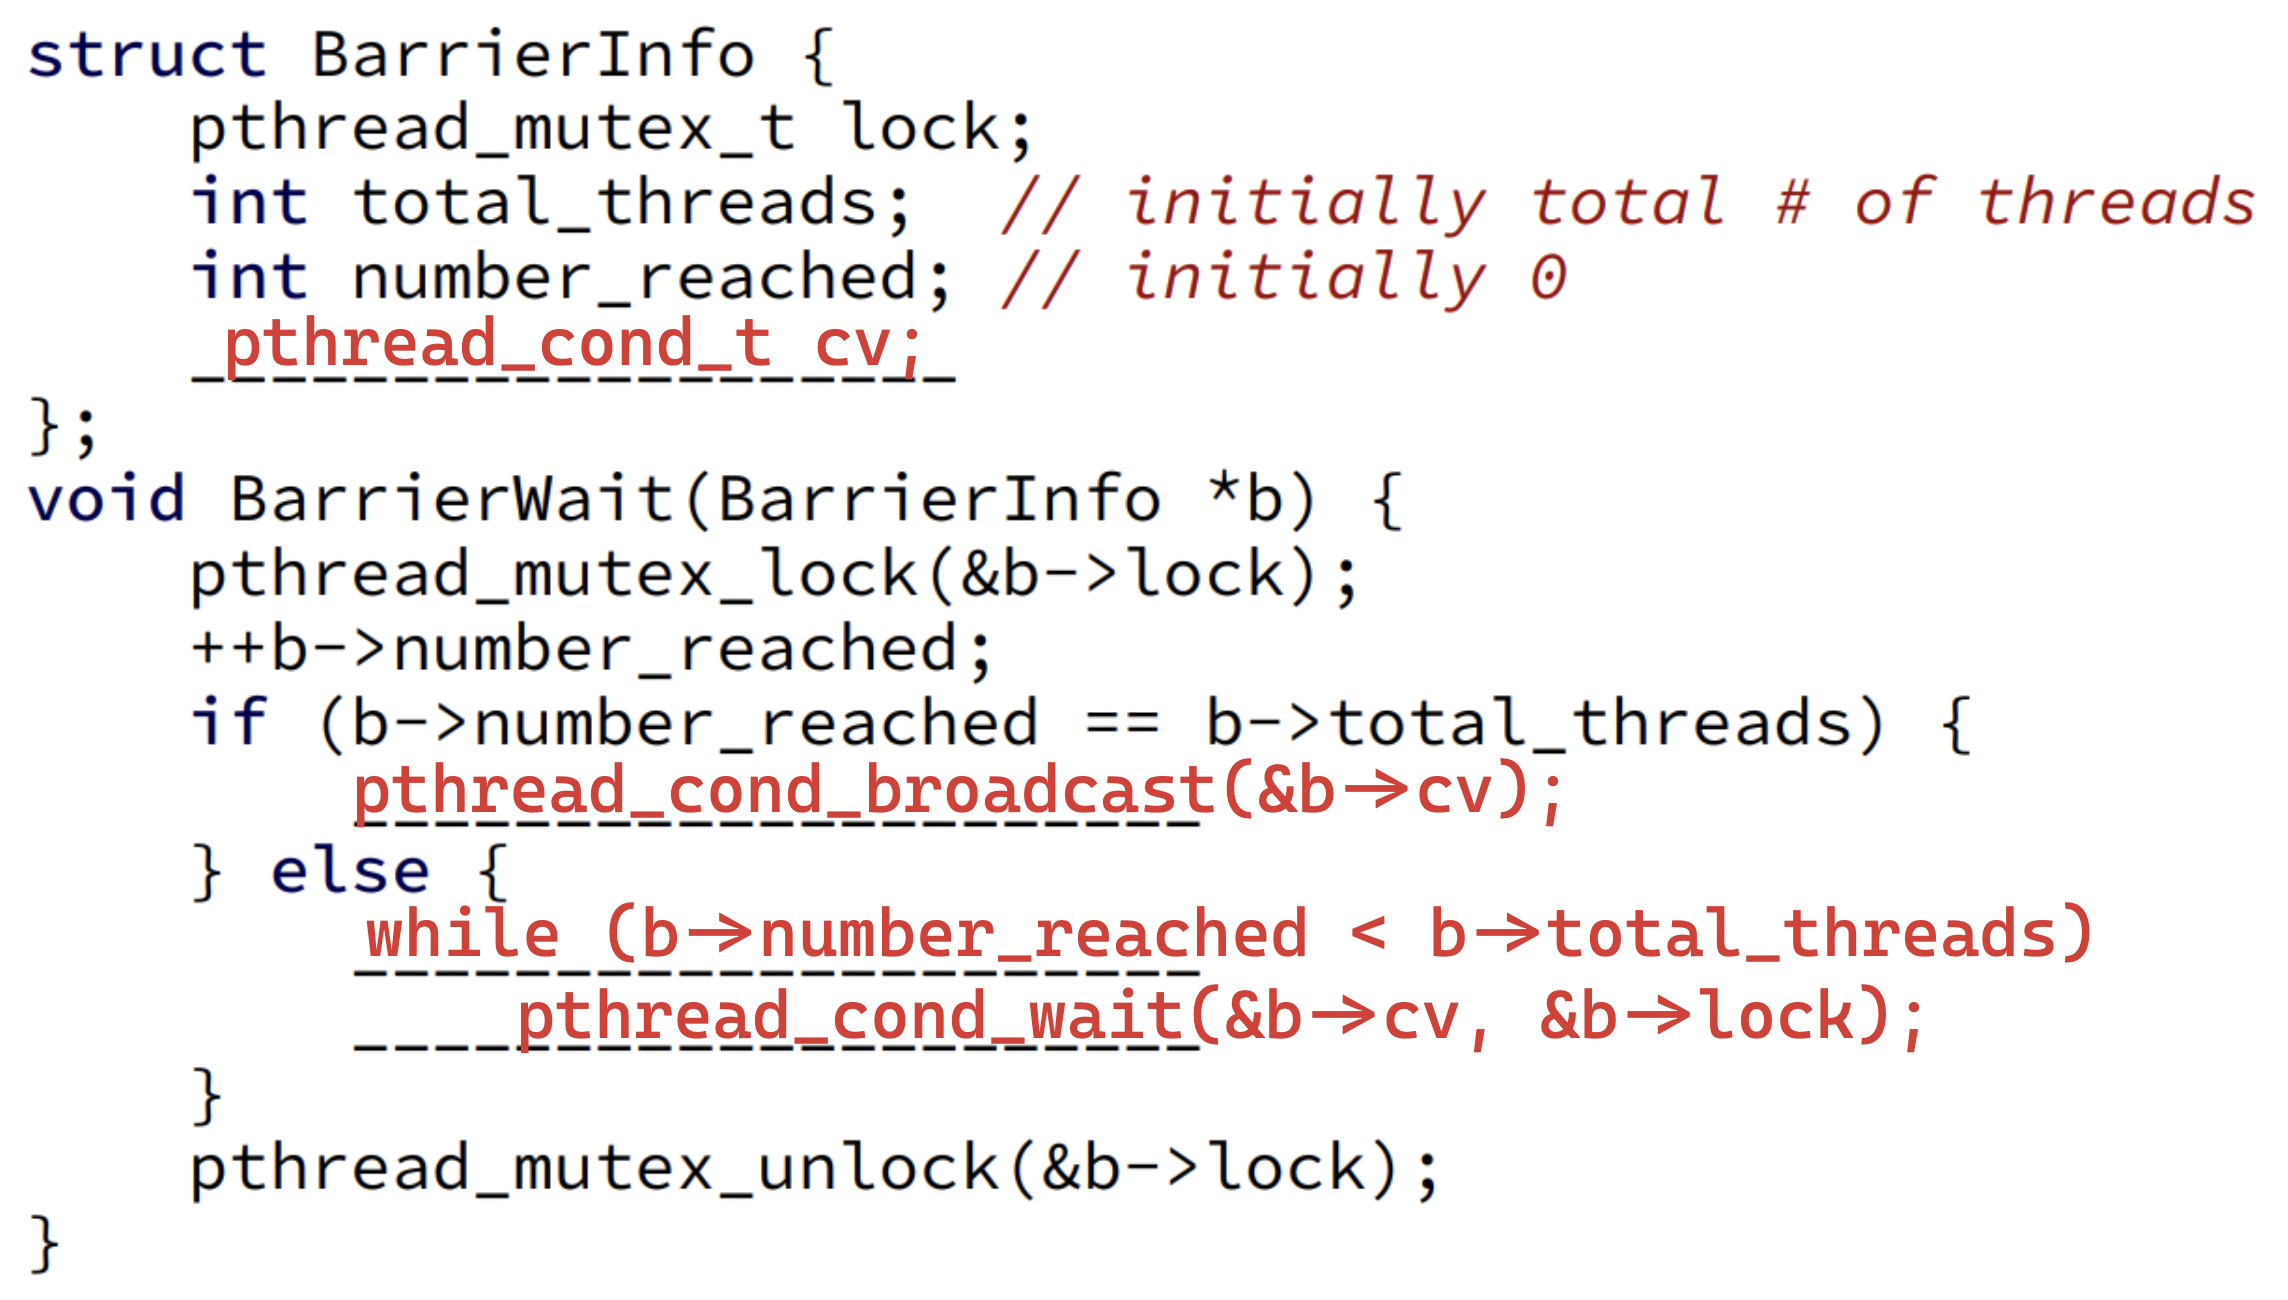 struct BarrierInfo {
    pthread_mutex_t lock;
    int total_threads;  // initially total # of threads
    int number_reached; // initially 0
    pthread_cond_t cv;
};
void BarrierWait(BarrierInfo *b) {
    pthread_mutex_lock(&b->lock);
    ++b->number_reached;
    if (b->number_reached == b->total_threads) {
        pthread_cond_broadcast(&b->cv);
    } else {
        while (b->number_reached < b->total_threads)
            pthread_cond_wait(&b->cv, &b->lock);
    }
    pthread_mutex_unlock(&b->lock);
}